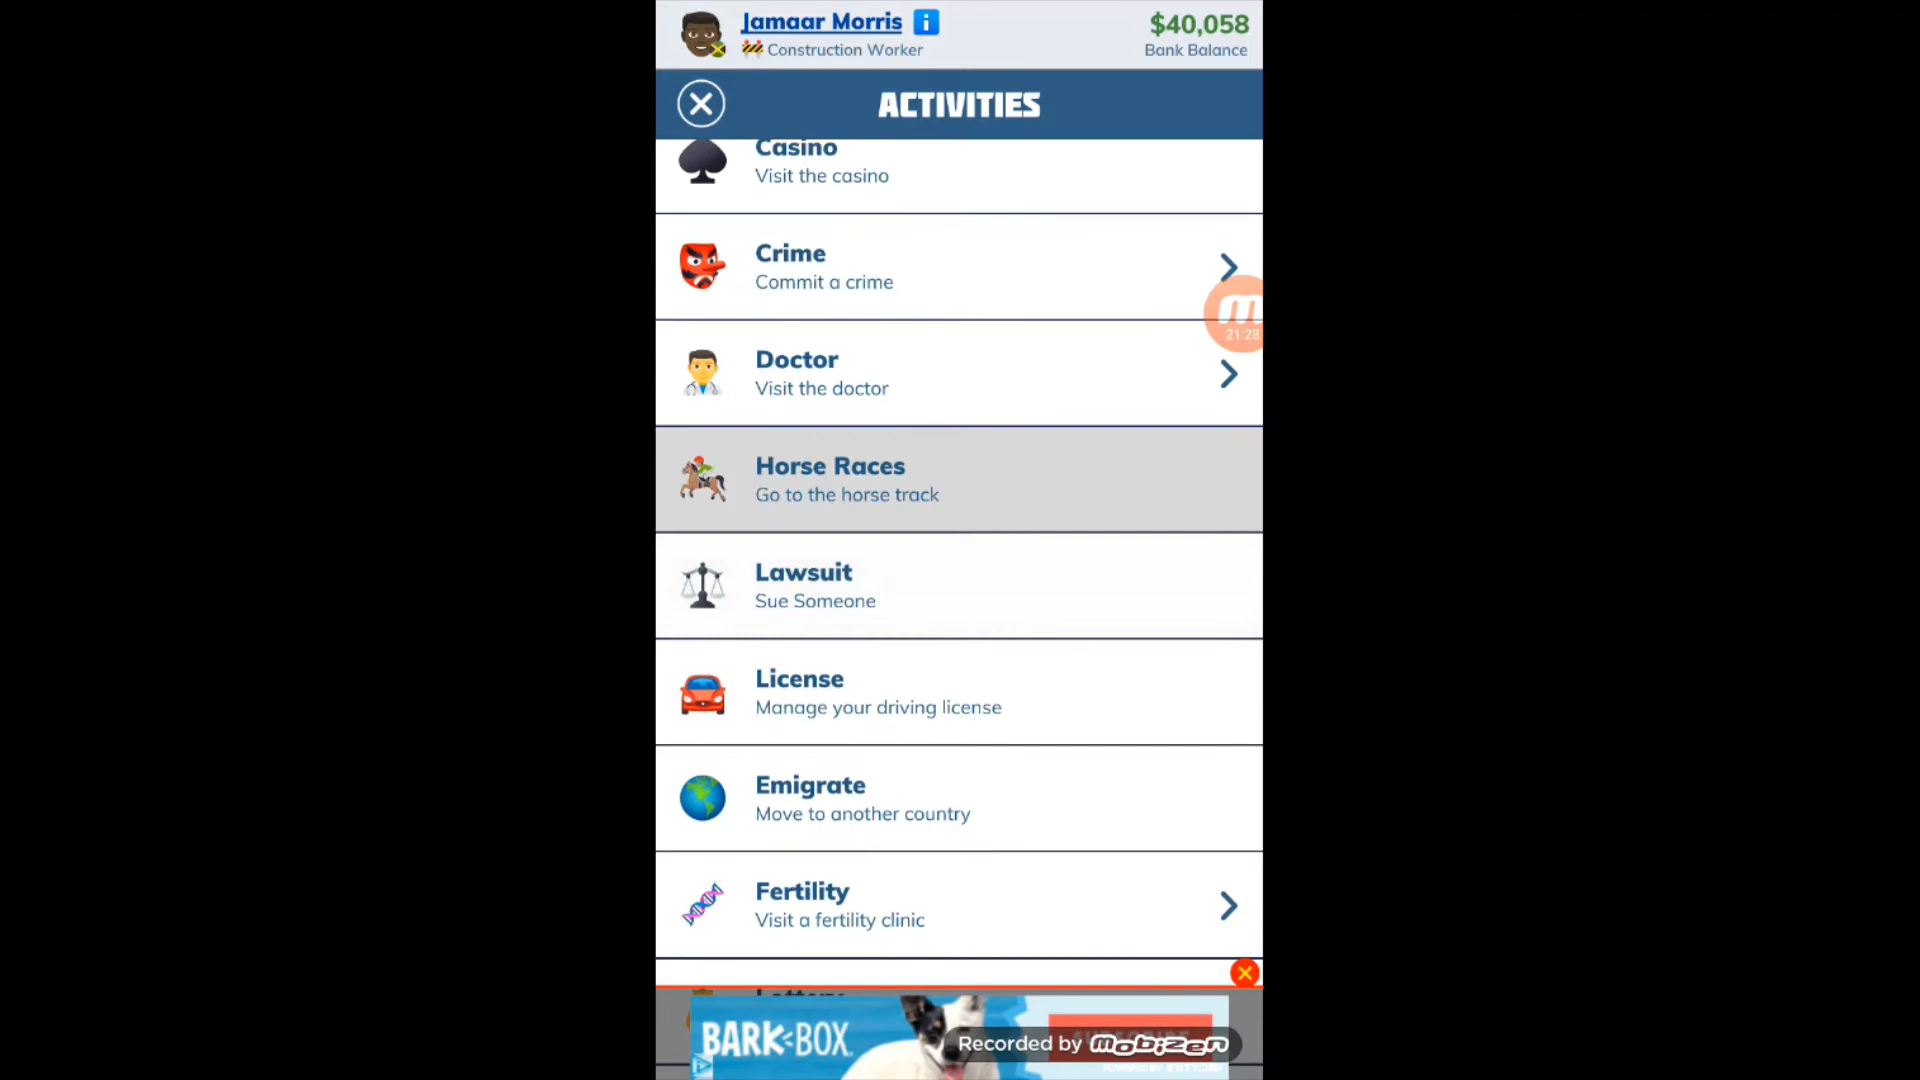 Jamaar Morris
Construction Worker
$40,058
Bank Balance
ACTIVITIES
Casino
Visit the casino
Crime
Commit a crime
21:28
Doctor
Visit the doctor
Horse Races
Go to the horse track
Lawsuit
Sue Someone
License
Manage your driving license
Emigrate
Move to another country
Fertility
Visit a fertility clinic
BARK BOX
Recorded by mobizen